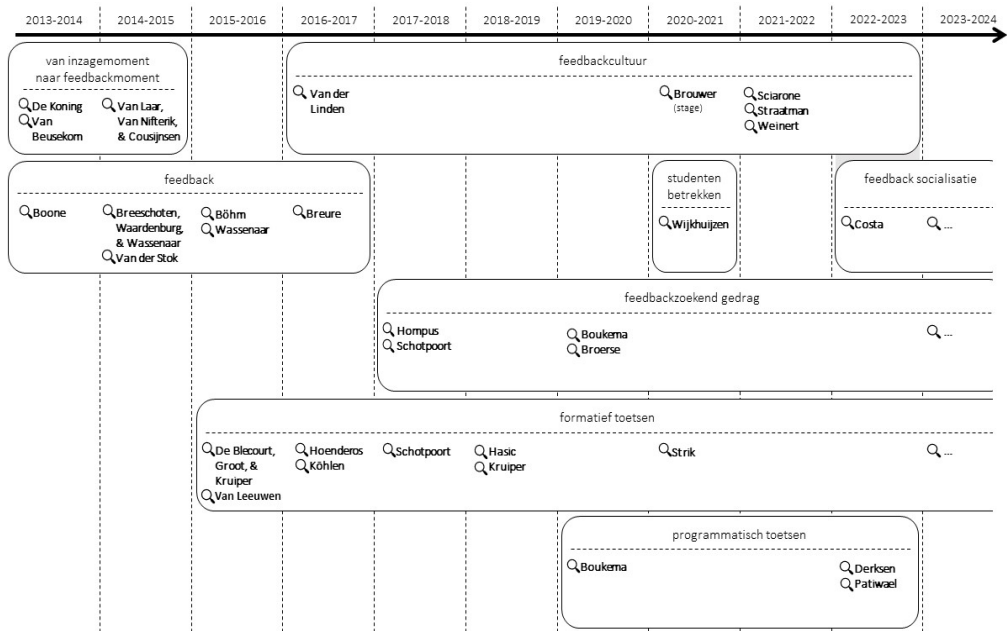 2013-2014 2014-2015 2015-2016 2016-2017 2017-2018 2018-2019 2019-2020 2020-2021 2021-2022 2022-2023 2023-2024
van inzagemoment
naar feedbackmoment
De Koning
Van
Beusekom
Van Laar,
Van Nifterik,
& Cousijnsen
feedbackcultuur
Van der
Linden
Brouwer
(stage)
Sciarone
Straatman
Weinert
feedback
Boone
Breeschoten,
Waardenburg,
& Wassenaar
Van der Stok
Böhm
Wassenaar
Breure
studenten
betrekken
Wijkhuijzen
feedback socialisatie
Costa
...
feedbackzoekend gedrag
Hompus
Schotpoort
Boukema
Broerse
...
formatief toetsen
De Blecourt,
Groot, &
Kruiper
Van Leeuwen
Hoenderos
Köhlen
Schotpoort
Hasic
Kruiper
Strik
...
programmatisch toetsen
Boukema
Derksen
Patiwael